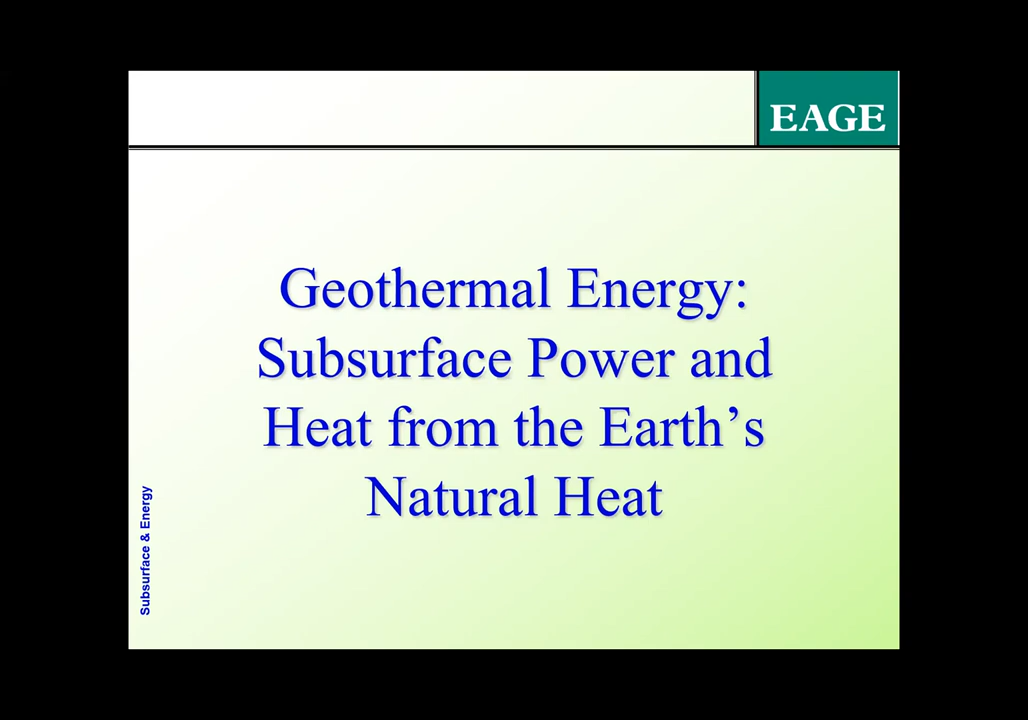 EAGE
Geothermal Energy:
Subsurface Power and
Heat from the Earth’s
Natural Heat
Subsurface & Energy